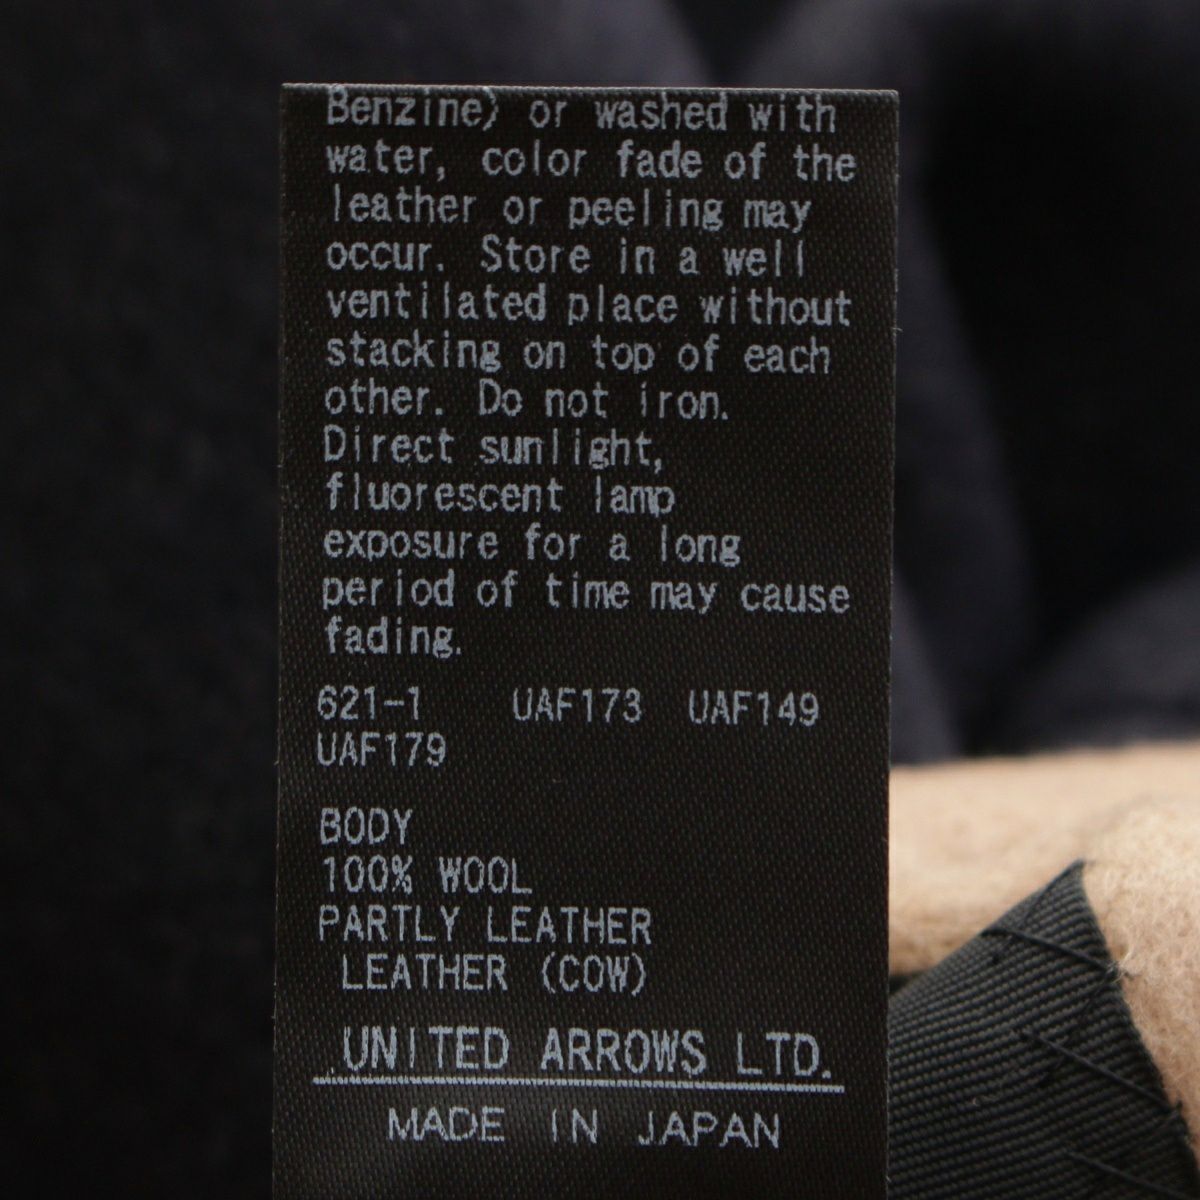 Benzine) or washed with
water, color fade of the
leather or peeling may
occur. Store in a well
ventilated place without
stacking on top of each
other. Do not iron.
Direct sunlight,
fluorescent lamp
exposure for a long
period of time may cause
fading.
621-1 UAF173 UAF149
UAF179
BODY
100% WOOL
PARTLY LEATHER
LEATHER (COW)
UNITED ARROWS LTD.
MADE IN JAPAN